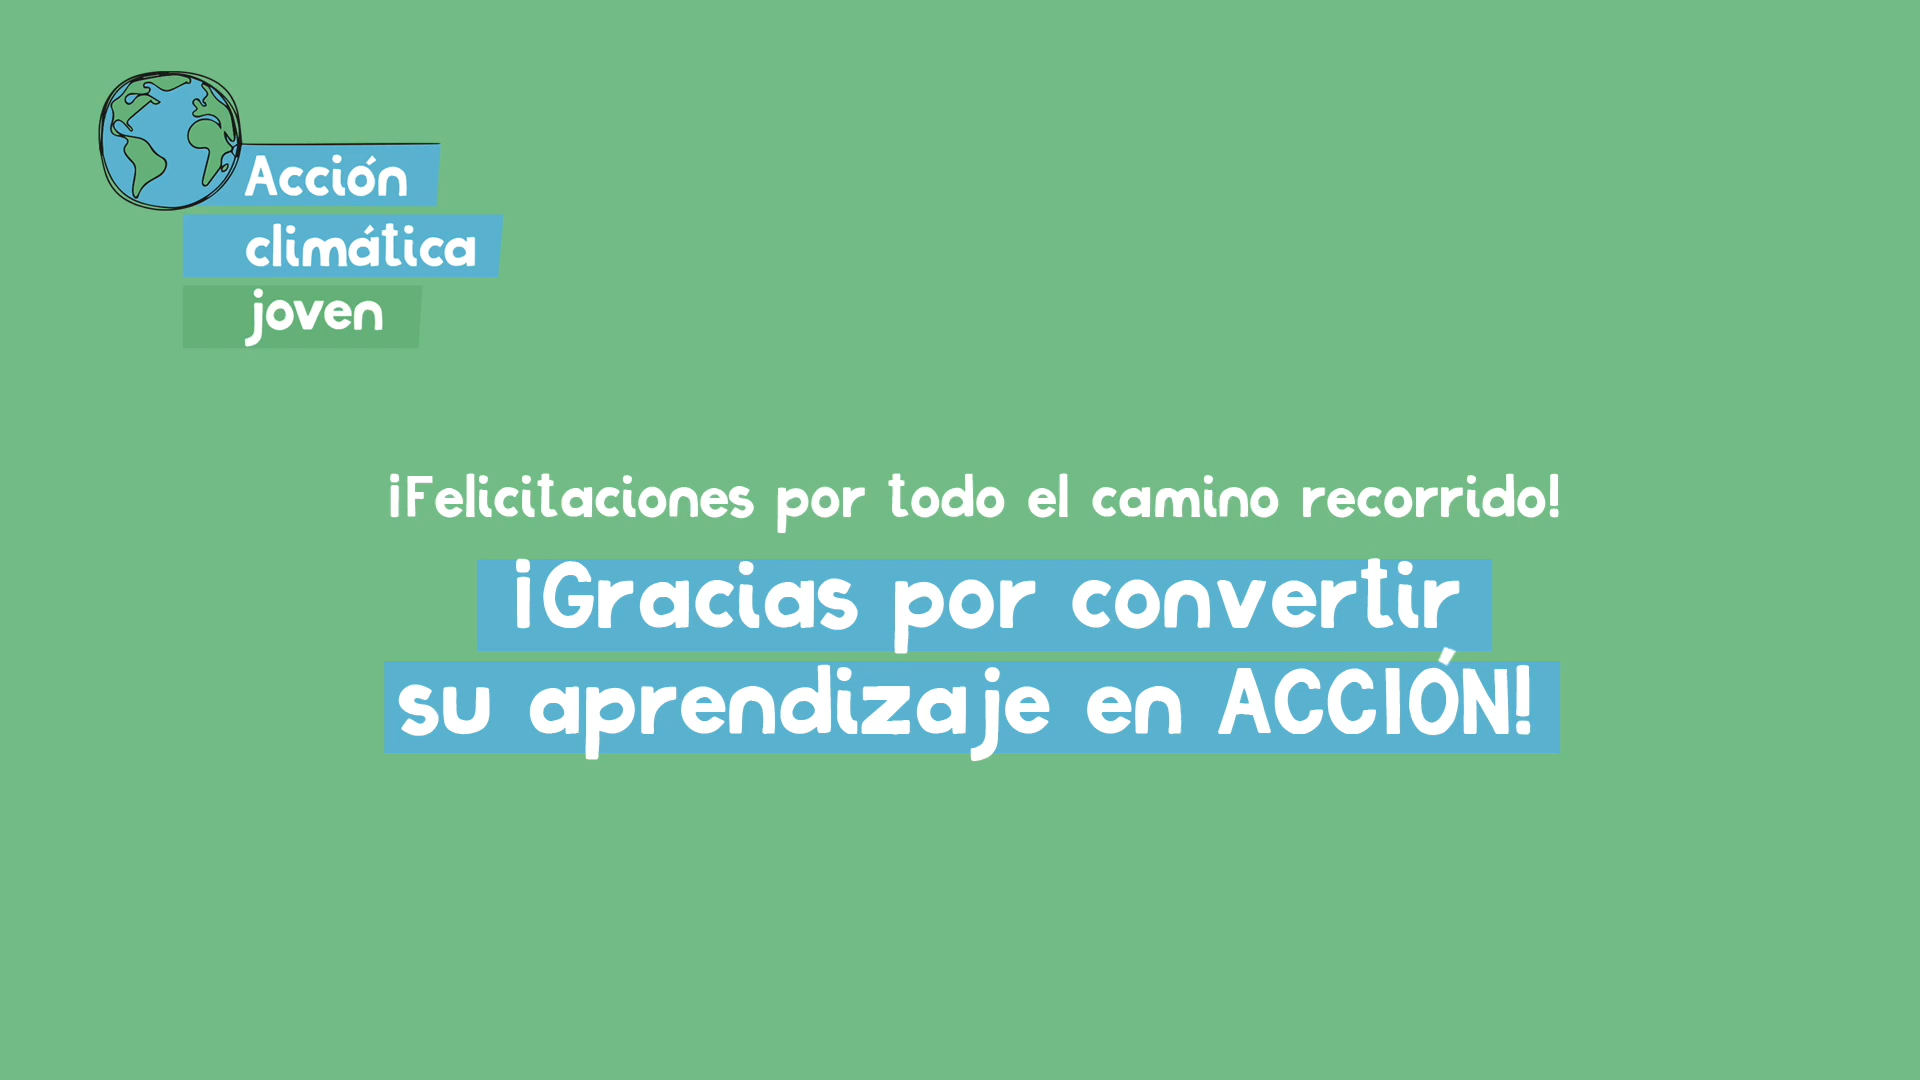 Acción
climática
joven
¡Felicitaciones por todo el camino recorrido!
¡Gracias por convertir
su aprendizaje en ACCIÓN!